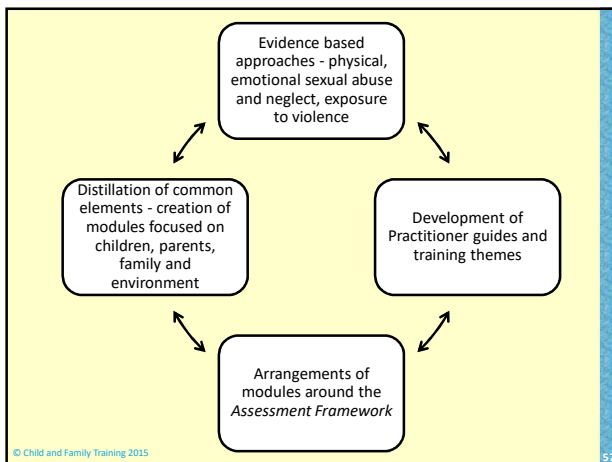 Evidence based
approaches - physical,
emotional sexual abuse
and neglect, exposure
to violence
Distillation of common
elements - creation of
modules focused on
children, parents,
family and
environment
Development of
Practitioner guides and
training themes
Arrangements of
modules around the
Assessment Framework
© Child and Family Training 2015